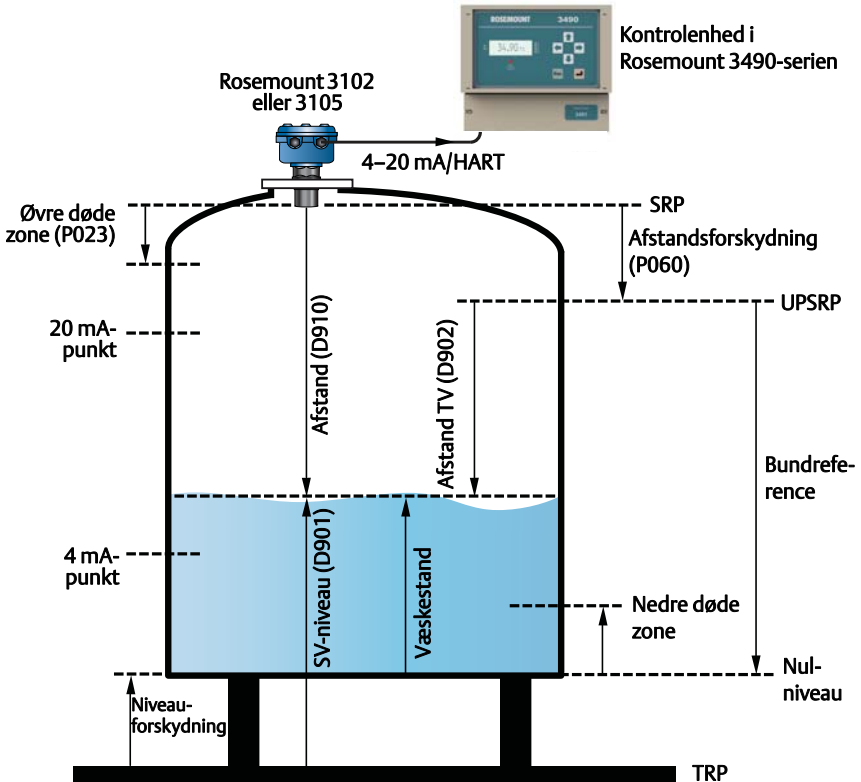 ROSEMOUNT 3490
Kontrolenhed i
Rosemount 3490-serien
Rosemount 3102
eller 3105
4–20 mA/HART
Øvre døde
zone (P023)
SRP
Afstandsforskydning
(P060)
UPSRP
20 mA-
punkt
Afstand (D910)
Afstand TV (D902)
Bundrefe-
rence
4 mA-
punkt
SV-niveau (D901)
Væskestand
Nedre døde
zone
Nul-
niveau
Niveau-
forskydning
TRP